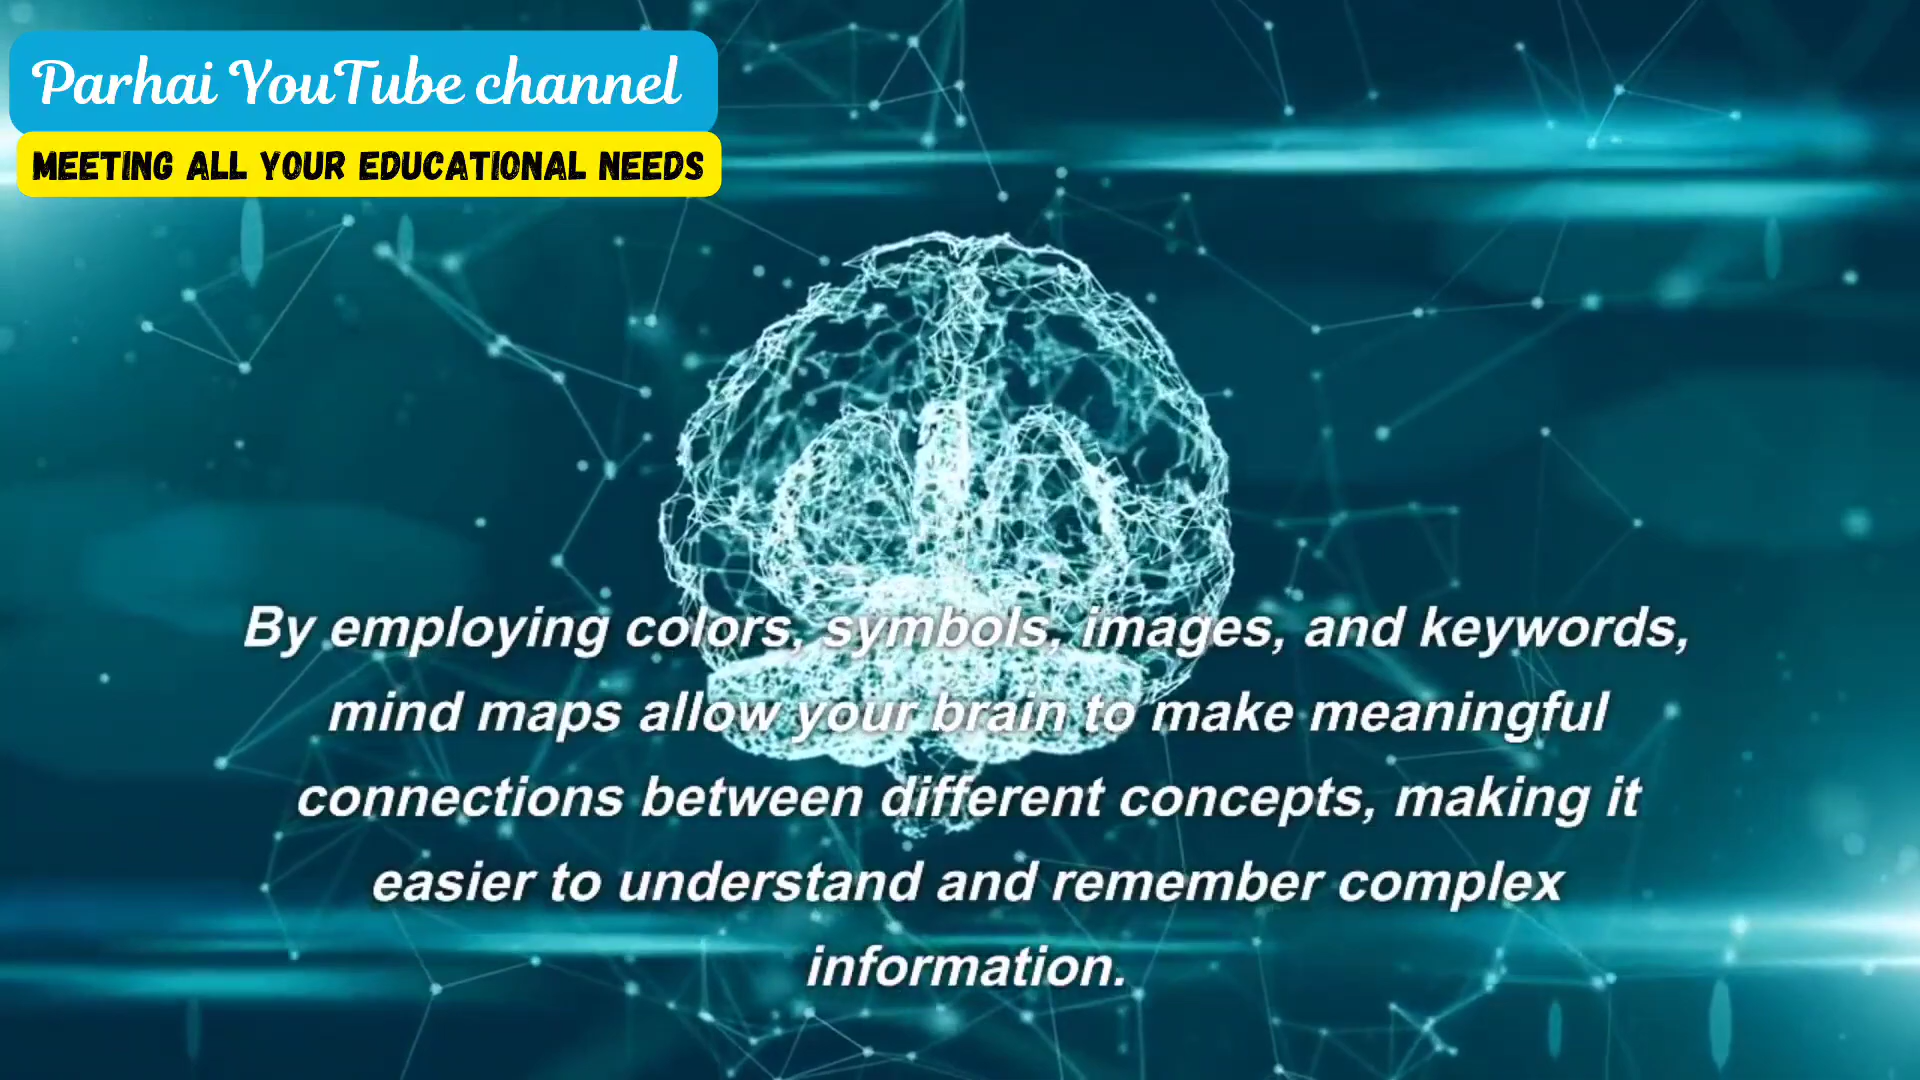 Parhai YouTube channel
MEETING ALL YOUR EDUCATIONAL NEEDS
By employing colors, symbols, images, and keywords,
mind maps allow your brain to make meaningful
connections between different concepts, making it
easier to understand and remember complex
information.